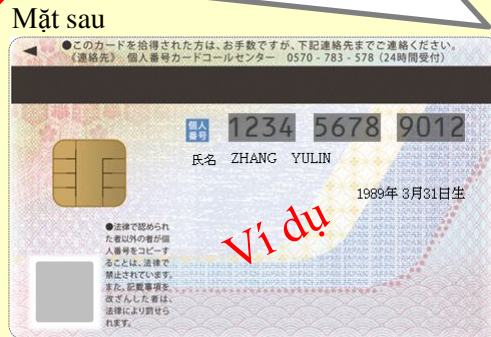 Mặt sau
●このカードを拾得された方は、お手数ですが、下記連絡先までご連絡ください。
《連絡先》 個人番号カードコールセンター 0570-783-578（24時間受付）
個人
番号
1234 5678 9012
氏名 ZHANG YULIN
1989年 3月31日生
Ví dụ
●法律で認められ
た者以外の者が個
人番号をコピーす
ることは、法律で
禁止されています。
また、記載事項を
改ざんした者は、
法律により罰せら
れます。